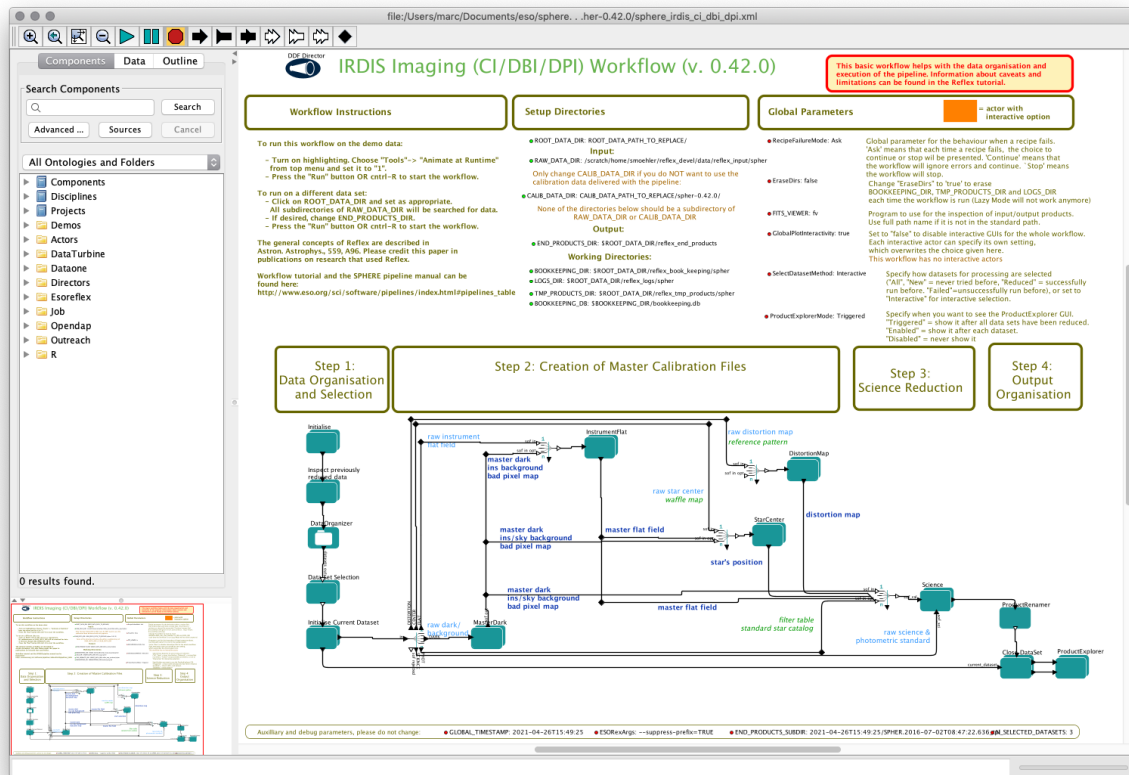 file:/Users/marc/Documents/eso/sphere. . .her-0.42.0/sphere_irdis_ci_dbi_dpi.xml
Components
Data
Outline
Search Components
Search
Advanced ...
Sources
Cancel
All Ontologies and Folders
Components
Disciplines
Projects
Demos
Actors
DataTurbine
Dataone
Directors
Esoreflex
Job
Opendap
Outreach
R
0 results found.
DDF Director
IRDIS Imaging (CI/DBI/DPI) Workflow (v. 0.42.0)
This basic workflow helps with the data organisation and
execution of the pipeline. Information about caveats and
limitations can be found in the Reflex tutorial.
Workflow Instructions
To run this workflow on the demo data:
- Turn on highlighting. Choose "Tools"-> "Animate at Runtime"
from top menu and set it to "1".
- Press the "Run" button OR cntrl-R to start the workflow.
To run on a different data set:
- Click on ROOT_DATA_DIR and set as appropriate.
All subdirectories of RAW_DATA_DIR will be searched for data.
- If desired, change END_PRODUCTS_DIR.
- Press the "Run" button OR cntrl-R to start the workflow.
The general concepts of Reflex are described in
Astron. Astrophys, 559, A96. Please credit this paper in
publications on research that used Reflex.
Workflow tutorial and the SPHERE pipeline manual can be
found here:
http://www.eso.org/sci/software/pipelines/index.html#pipelines_table
Setup Directories
ROOT_DATA_DIR: ROOT_DATA_PATH_TO_REPLACE/
Input:
RAW_DATA_DIR: /scratch/home/smoehler/reflex_devel/data/reflex_input/spher
Only change CALIB_DATA_DIR if you do NOT want to use the
calibration data delivered with the pipeline:
CALIB_DATA_DIR: CALIB_DATA_PATH_TO_REPLACE/spher-0.42.0/
None of the directories below should be a subdirectory of
RAW_DATA_DIR or CALIB_DATA_DIR
Output:
END_PRODUCTS_DIR: $ROOT_DATA_DIR/reflex_end_products
Working Directories:
BOOKKEEPING_DIR: $ROOT_DATA_DIR/reflex_book_keeping/spher
LOGS_DIR: $ROOT_DATA_DIR/reflex_logs/spher
TMP_PRODUCTS_DIR: $ROOT_DATA_DIR/reflex_tmp_products/spher
BOOKKEEPING_DB: $BOOKKEEPING_DIR/bookkeeping.db
Global Parameters
= actor with
interactive option
RecipeFailureMode: Ask
Global parameter for the behaviour when a recipe fails.
'Ask' means that each time a recipe fails, the choice to
continue or stop wil be presented. 'Continue' means that
the workflow will ignore errors and continue. `Stop' means
the workflow will stop.
EraseDirs: false
Change "EraseDirs" to 'true' to erase
BOOKKEEPING_DIR, TMP_PRODUCTS_DIR and LOGS_DIR
each time the workflow is run (Lazy Mode will not work anymore)
FITS_VIEWER: fv
Program to use for the inspection of input/output products.
Use full path name if it is not in the standard path.
GlobalPlotInteractivity: true
Set to "false" to disable interactive GUIs for the whole workflow.
Each interactive actor can specify its own setting,
which overwrites the choice given here.
This workflow has no interactive actors
SelectDatasetMethod: Interactive
Specify how datasets for processing are selected
("All", "New" = never tried before, "Reduced" = successfully
run before. "Failed"=unsuccessfully run before), or set to
"Interactive" for interactive selection.
ProductExplorerMode: Triggered
Specify when you want to see the ProductExplorer GUI.
"Triggered" = show it after all data sets have been reduced.
"Enabled" = show it after each dataset.
"Disabled" = never show it
Step 1:
Data Organisation
and Selection
Step 2: Creation of Master Calibration Files
Step 3:
Science Reduction
Step 4:
Output
Organisation
Initialise
Inspect previously
reduced data
DataOrganizer
DataSet Selection
Initialise Current Dataset
raw instrument
flat field
master dark
ins background
bad pixel map
InstrumentFlat
raw distortion map
reference pattern
DistortionMap
raw star center
waffle map
StarCenter
distortion map
master dark
ins/sky background
bad pixel map
master flat field
star's position
master dark
ins/sky background
bad pixel map
master flat field
raw dark/
background
MasterDark
filter table
standard star catalog
raw science &
photometric standard
Science
ProductRenamer
current_dataset
CloseDataSet
ProductExplorer
Auxilliary and debug parameters, please do not change:
GLOBAL_TIMESTAMP: 2021-04-26T15:49:25
ESORexArgs: --suppress-prefix=TRUE
END_PRODUCTS_SUBDIR: 2021-04-26T15:49:25/SPHER.2016-07-02T08.47.22.636
SELECTED_DATASETS: 3